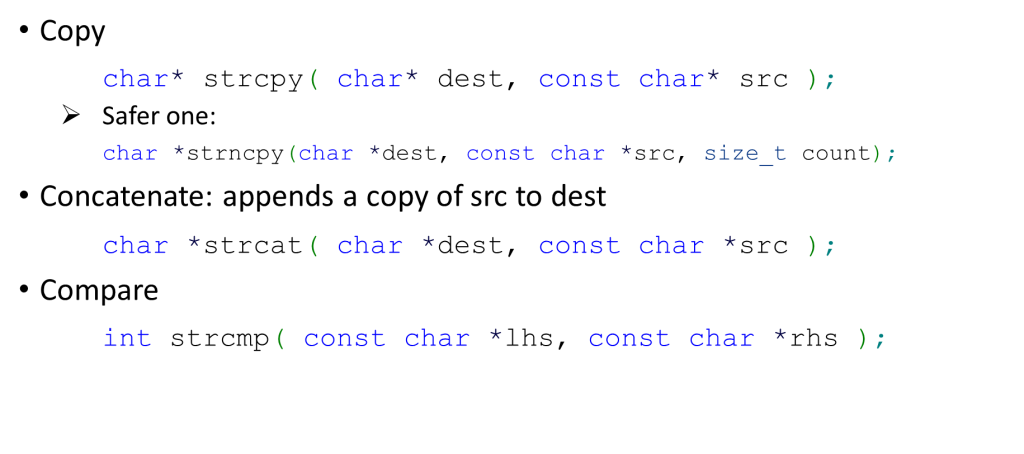 • Copy
char* strcpy( char* dest, const char* src );
➢ Safer one:
char *strncpy(char *dest, const char *src, size_t count);
• Concatenate: appends a copy of src to dest
char *strcat( char *dest, const char *src );
• Compare
int strcmp( const char *lhs, const char *rhs );